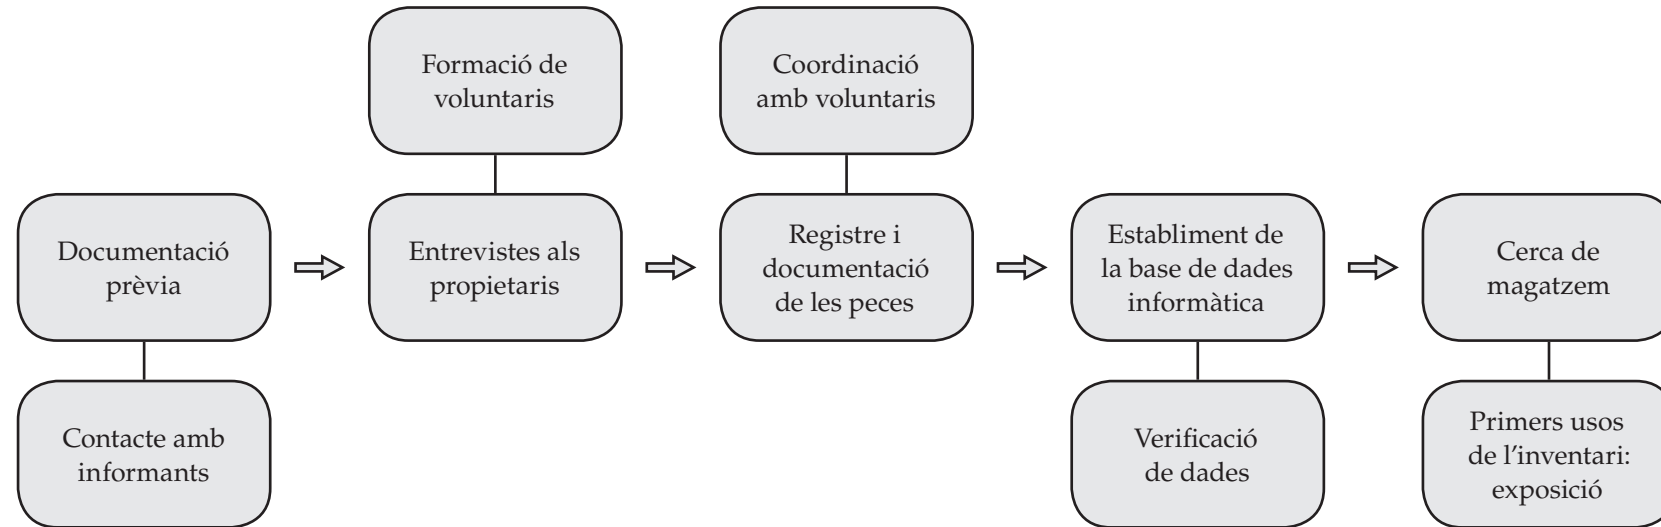 Formació de
voluntaris
Coordinació
amb voluntaris
Documentació
prèvia
Entrevistes als
propietaris
Registre i
documentació
de les peces
Establiment de
la base de dades
informàtica
Cerca de
magatzem
Contacte amb
informants
Verificació
de dades
Primers usos
de l'inventari:
exposició